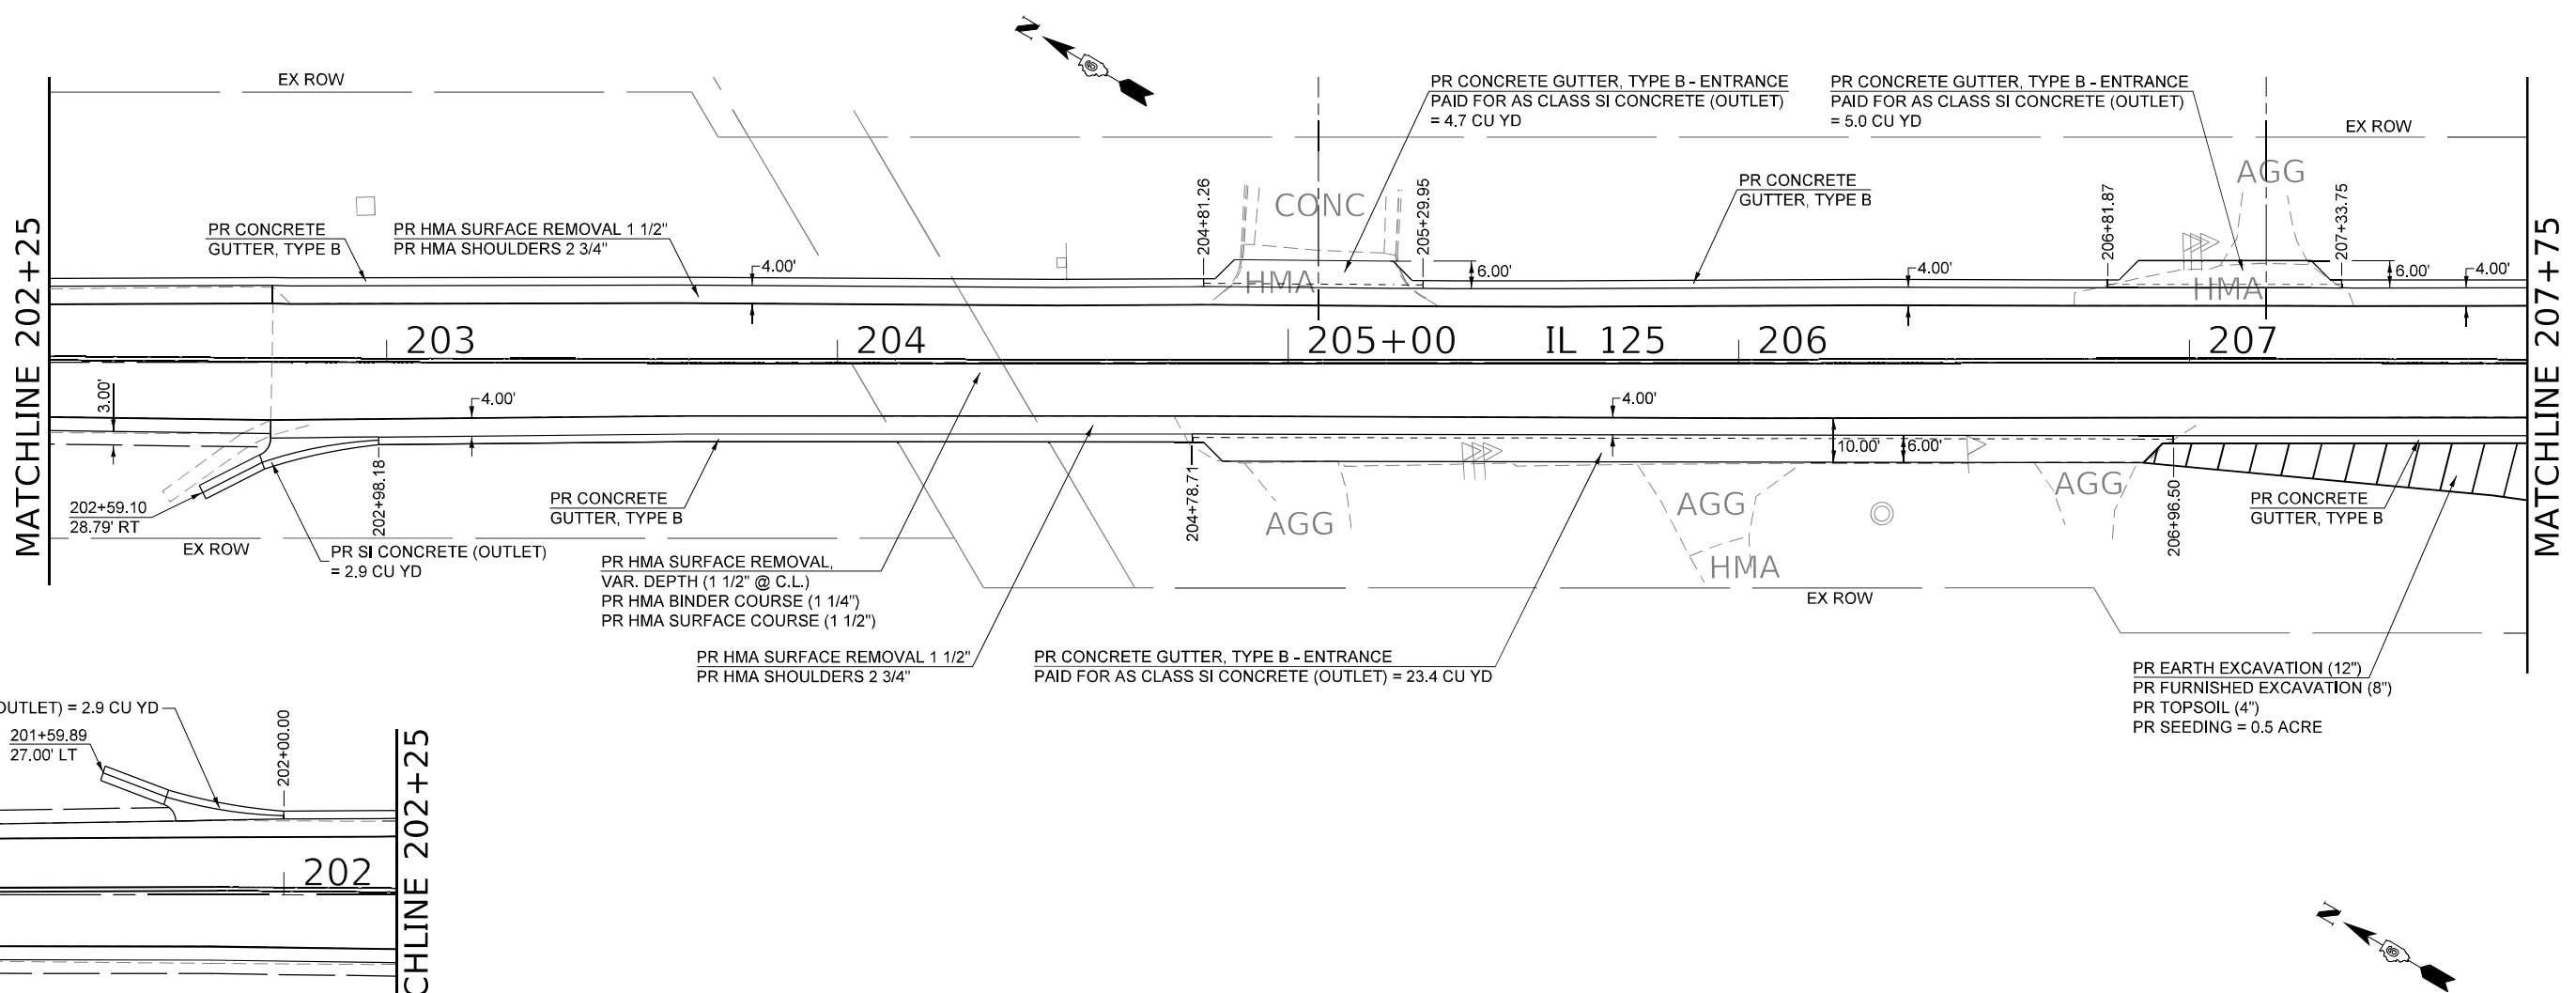 N
EX ROW
PR CONCRETE GUTTER, TYPE B - ENTRANCE
PAID FOR AS CLASS SI CONCRETE (OUTLET)
= 4.7 CU YD
PR CONCRETE GUTTER, TYPE B - ENTRANCE
PAID FOR AS CLASS SI CONCRETE (OUTLET)
= 5.0 CU YD
EX ROW
MATCHLINE 202+25
PR CONCRETE
GUTTER, TYPE B
PR HMA SURFACE REMOVAL 1 1/2"
PR HMA SHOULDERS 2 3/4"
4.00'
204+81.26
CONC
HMA
205+29.95
6.00'
PR CONCRETE
GUTTER, TYPE B
4.00'
206+81.87
AGG
HMA
207+33.75
6.00'
4.00'
MATCHLINE 207+75
203
204
205+00
IL 125
206
207
3.00'
4.00'
4.00'
10.00'
6.00'
202+59.10
28.79' RT
202+98.18
EX ROW
PR SI CONCRETE (OUTLET)
= 2.9 CU YD
PR CONCRETE
GUTTER, TYPE B
204+78.71
AGG
AGG
HMA
AGG
206+96.50
PR CONCRETE
GUTTER, TYPE B
PR HMA SURFACE REMOVAL,
VAR. DEPTH (1 1/2" @ C.L.)
PR HMA BINDER COURSE (1 1/4")
PR HMA SURFACE COURSE (1 1/2")
EX ROW
PR HMA SURFACE REMOVAL 1 1/2"
PR HMA SHOULDERS 2 3/4"
PR CONCRETE GUTTER, TYPE B - ENTRANCE
PAID FOR AS CLASS SI CONCRETE (OUTLET) = 23.4 CU YD
PR EARTH EXCAVATION (12")
PR FURNISHED EXCAVATION (8")
PR TOPSOIL (4")
PR SEEDING = 0.5 ACRE
OUTLET) = 2.9 CU YD
201+59.89
27.00' LT
202+00.00
202
CHLINE 202+25
N